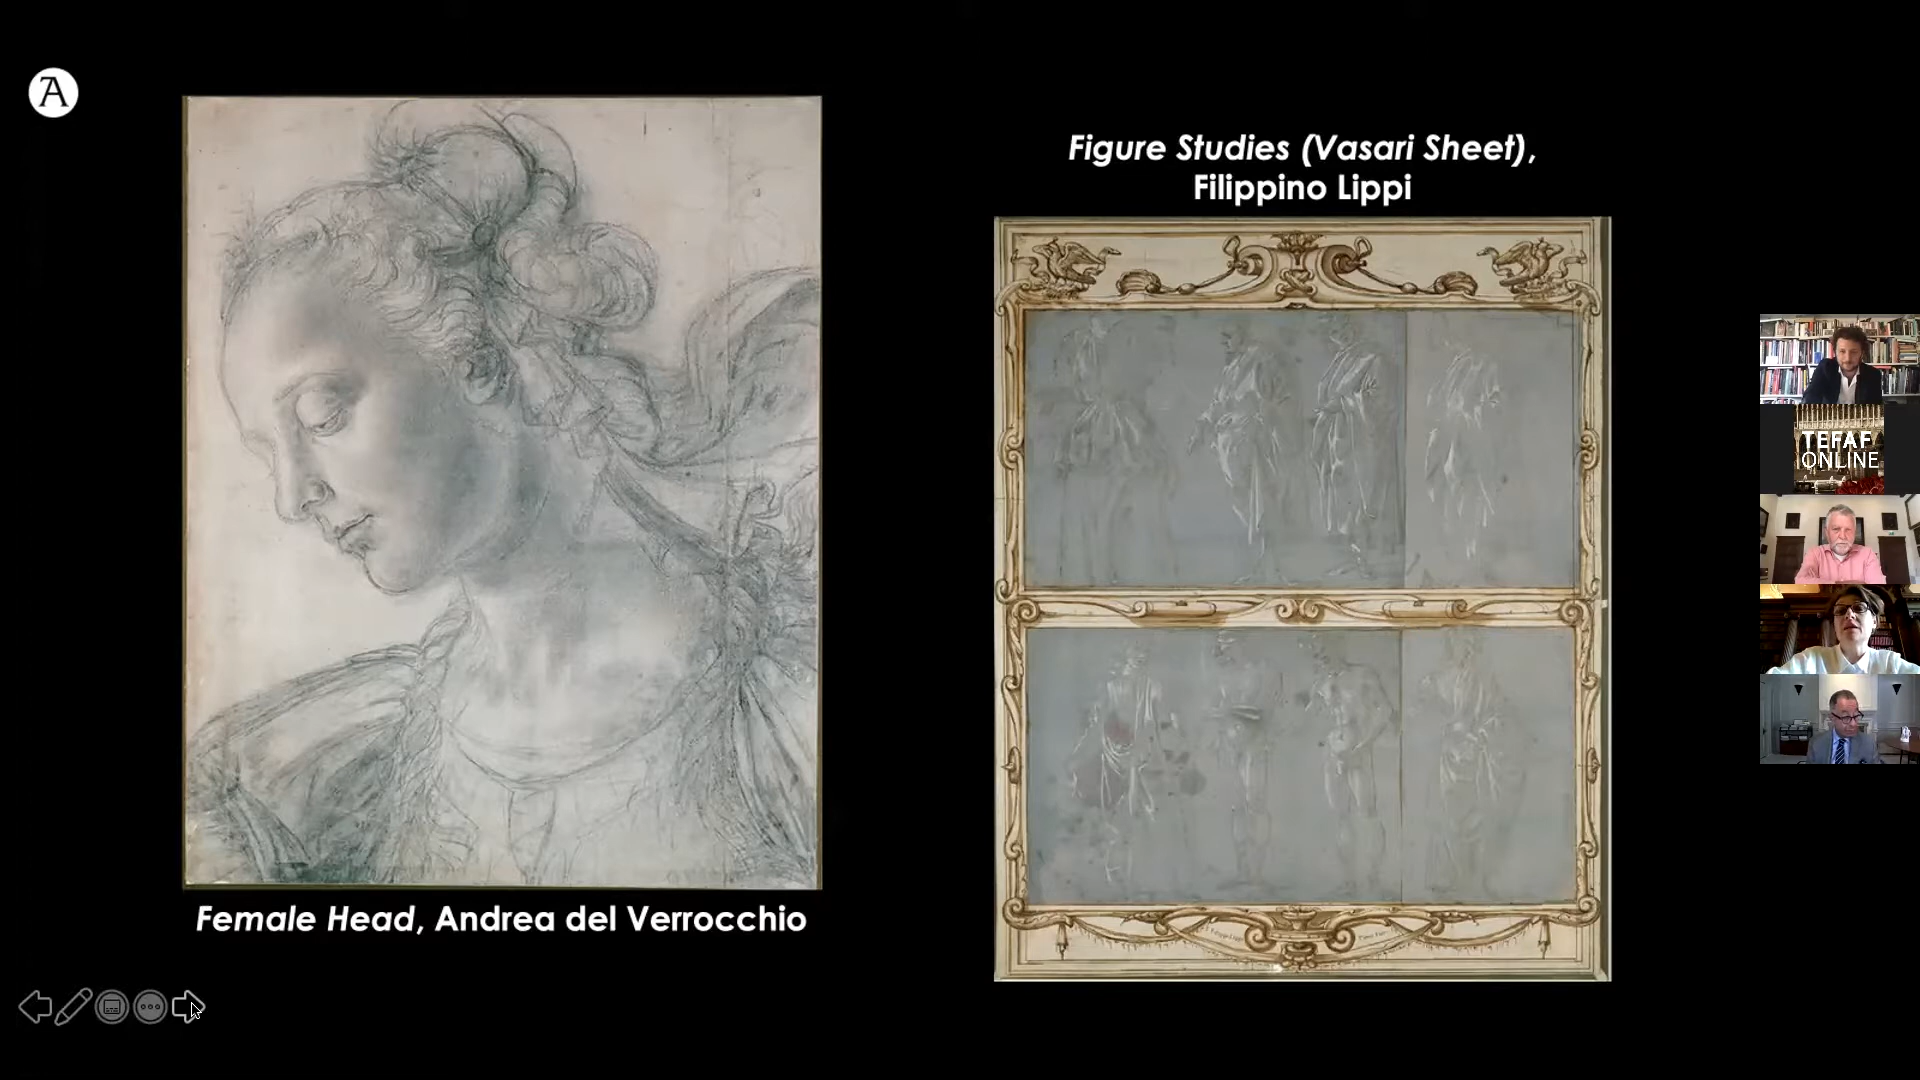 A
Figure Studies (Vasari Sheet),
Filippino Lippi
TEFAF
ONLINE
Female Head, Andrea del Verrocchio